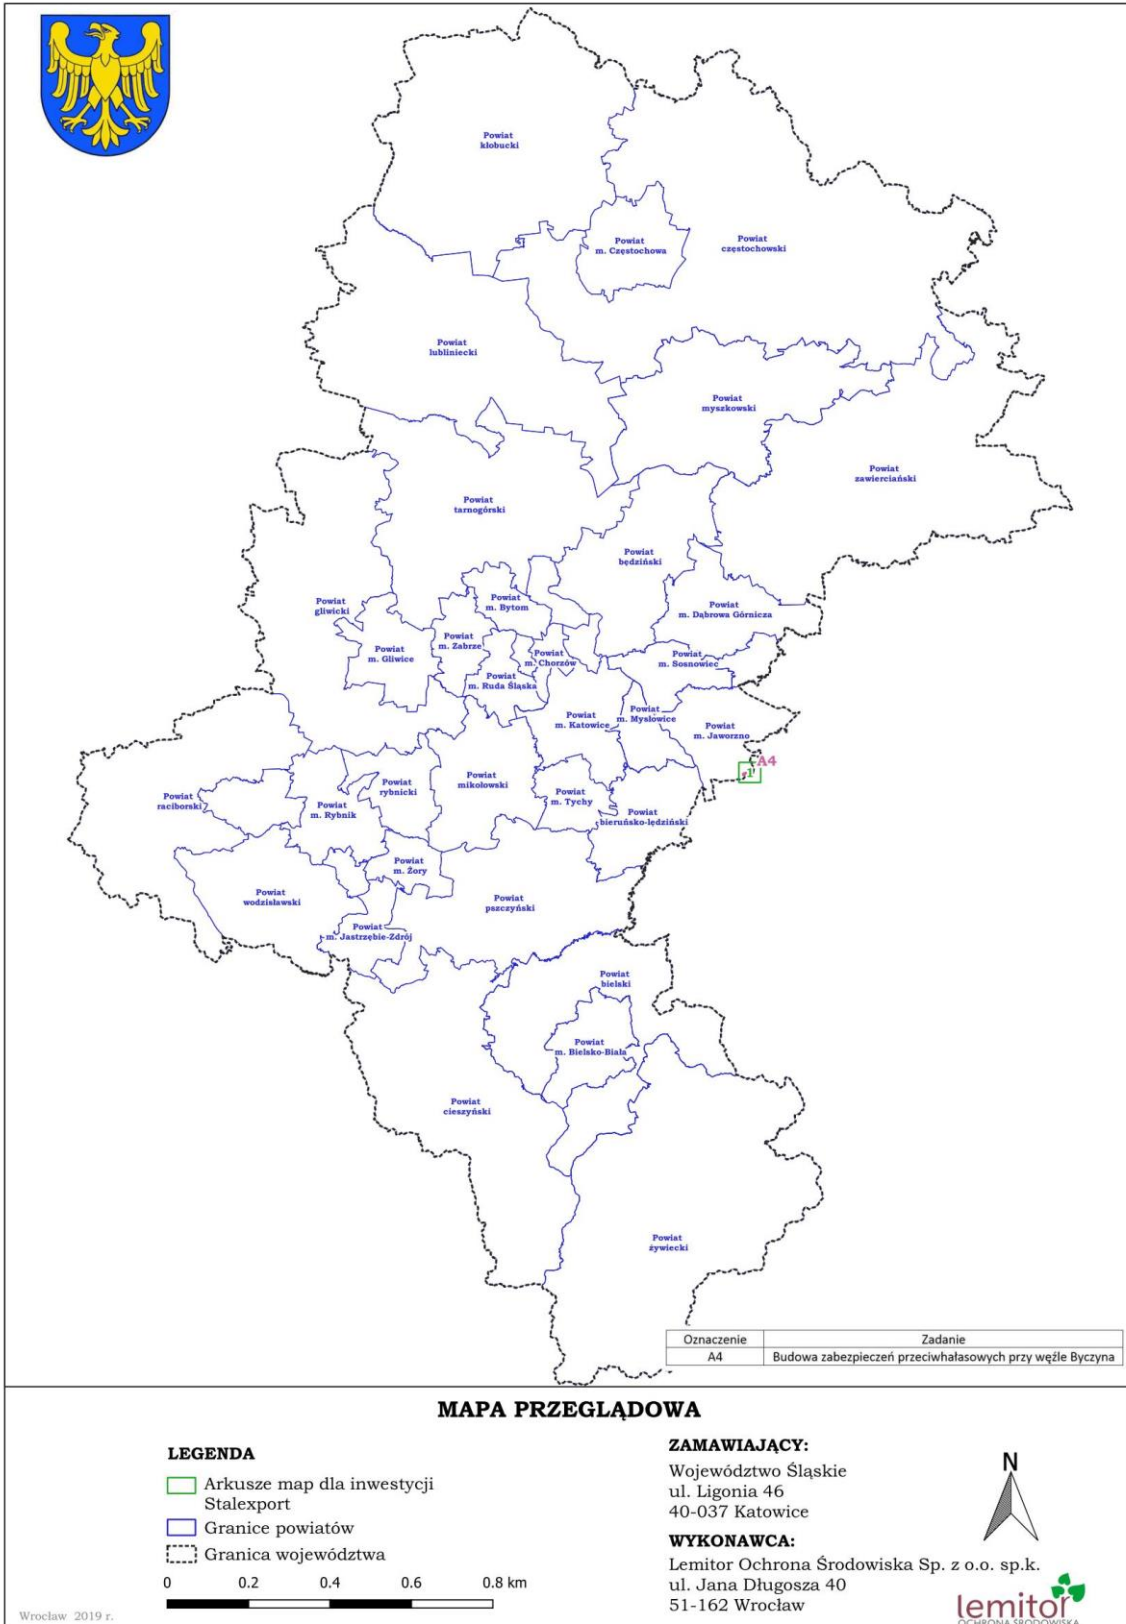 Powiat
kłobucki
Powiat
m. Częstochowa
Powiat
częstochowski
Powiat
lubliniecki
Powiat
myszkowski
Powiat
zawierciański
Powiat
tarnogórski
Powiat
będziński
Powiat
gliwicki
Powiat
m. Bytom
Powiat
m. Dąbrowa Górnicza
Powiat
m. Gliwice
Powiat
m. Zabrze
Powiat
m. Chorzów
Powiat
m. Sosnowiec
Powiat
m. Ruda Śląska
Powiat
m. Katowice
Powiat
m. Mysłowice
Powiat
m. Jaworzno
A4
1
Powiat
raciborski
Powiat
m. Rybnik
Powiat
rybnicki
Powiat
mikołowski
Powiat
m. Tychy
Powiat
bieruńsko-lędziński
Powiat
m. Żory
Powiat
wodzisławski
Powiat
pszczyński
Powiat
m. Jastrzębie-Zdrój
Powiat
bielski
Powiat
m. Bielsko-Biała
Powiat
cieszyński
Powiat
żywiecki
Oznaczenie Zadanie
A4 Budowa zabezpieczeń przeciwhałasowych przy węźle Byczyna
MAPA PRZEGLĄDOWA
LEGENDA
Arkusze map dla inwestycji
Stalexport
Granice powiatów
Granica województwa
0 0.2 0.4 0.6 0.8 km
Wrocław 2019 r.
ZAMAWIAJĄCY:
Województwo Śląskie
ul. Ligonia 46
40-037 Katowice
WYKONAWCA:
Lemitor Ochrona Środowiska Sp. z o.o. sp.k.
ul. Jana Długosza 40
51-162 Wrocław
N
lemitor
OCHRONA ŚRODOWISKA